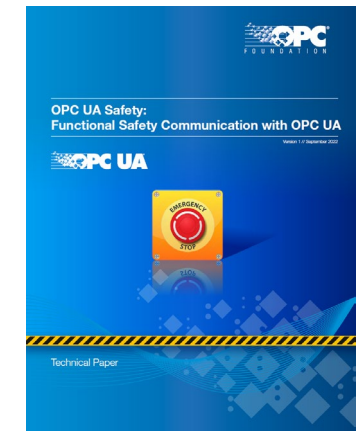 OPC
FOUNDATION
OPC UA Safety:
Functional Safety Communication with OPC UA
Version 1 // September 2022
OPC UA
EMERGENCY
STOP
Technical Paper